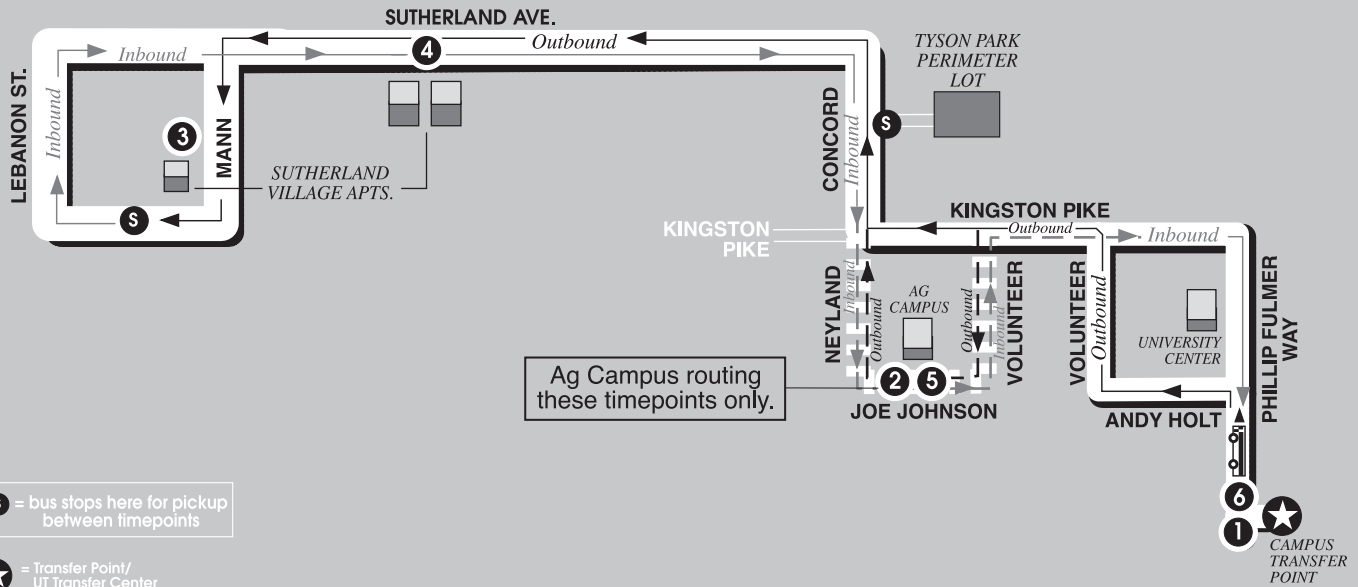 SUTHERLAND AVE.
Inbound
4
Outbound
TYSON PARK
PERIMETER
LOT
LEBANON ST.
Inbound
3
MANN
SUTHERLAND
VILLAGE APTS.
S
CONCORD
Inbound
S
KINGSTON PIKE
Outbound
Inbound
KINGSTON
PIKE
NEYLAND
Inbound
Outbound
AG
CAMPUS
Outbound
Inbound
VOLUNTEER
VOLUNTEER
Outbound
UNIVERSITY
CENTER
PHILLIP FULMER
WAY
Ag Campus routing
these timepoints only.
2 5
JOE JOHNSON
ANDY HOLT
6
1
CAMPUS
TRANSFER
POINT
S = bus stops here for pickup
between timepoints
= Transfer Point/
UT Transfer Center